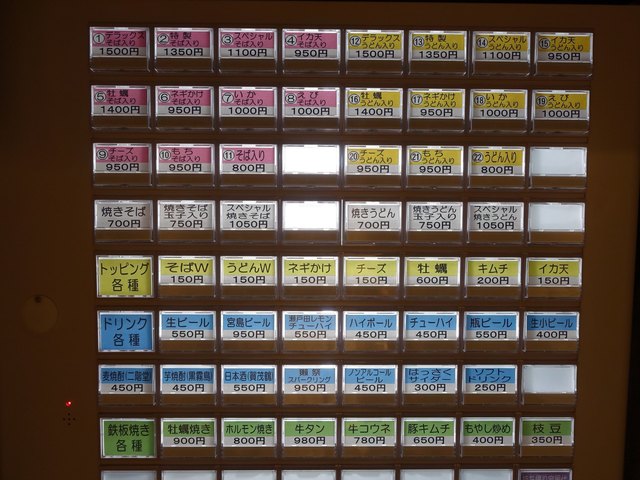 ① デラックス そば入り 1500円
② 特製 そば入り 1350円
③ スペシャル そば入り 1100円
④ イカ天 そば入り 950円
⑫ デラックス うどん入り 1500円
⑬ 特製 うどん入り 1350円
⑭ スペシャル うどん入り 1100円
⑮ イカ天 うどん入り 950円
⑤ 牡蠣 そば入り 1400円
⑥ ネギかけ そば入り 950円
⑦ いか そば入り 1000円
⑧ えび そば入り 1000円
⑯ 牡蠣 うどん入り 1400円
⑰ ネギかけ うどん入り 950円
⑱ いか うどん入り 1000円
⑲ えび うどん入り 1000円
⑨ チーズ そば入り 950円
⑩ もち そば入り 950円
⑪ そば入り 800円
⑳ チーズ うどん入り 950円
㉑ もち うどん入り 950円
㉒ うどん入り 800円
焼きそば 700円
焼きそば 玉子入り 750円
スペシャル 焼きそば 1050円
焼きうどん 700円
焼きうどん 玉子入り 750円
スペシャル 焼きうどん 1050円
トッピング 各種
そばW 150円
うどんW 150円
ネギかけ 150円
チーズ 150円
牡蠣 600円
キムチ 200円
イカ天 150円
ドリンク 各種
生ビール 550円
宮島ビール 950円
瀬戸田レモン チューハイ 550円
ハイボール 450円
チューハイ 450円
瓶ビール 550円
生小ビール 400円
麦焼酎(二階堂) 450円
芋焼酎(黒霧島) 450円
日本酒(賀茂鶴) 550円
獺祭 スパークリング 950円
ノンアルコール ビール 450円
はっさく サイダー 300円
ソフト ドリンク 250円
鉄板焼き 各種
牡蠣焼き 900円
ホルモン焼き 800円
牛タン 980円
牛コウネ 780円
豚キムチ 650円
もやし炒め 400円
枝豆 350円